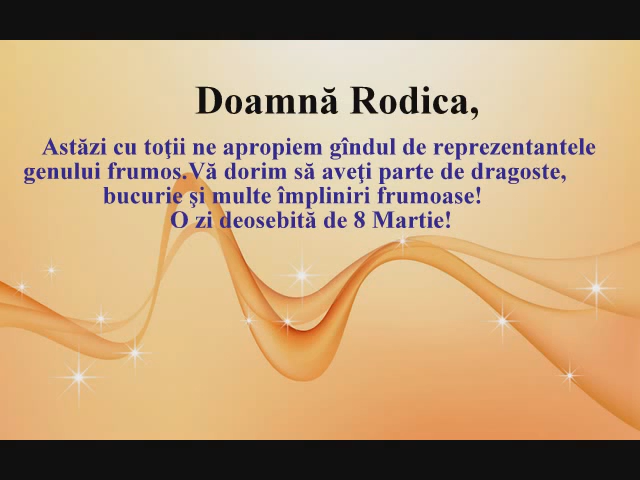 Doamnă Rodica,
Astăzi cu toţii ne apropiem gîndul de reprezentantele
genului frumos.Vă dorim să aveţi parte de dragoste,
bucurie şi multe împliniri frumoase!
O zi deosebită de 8 Martie!